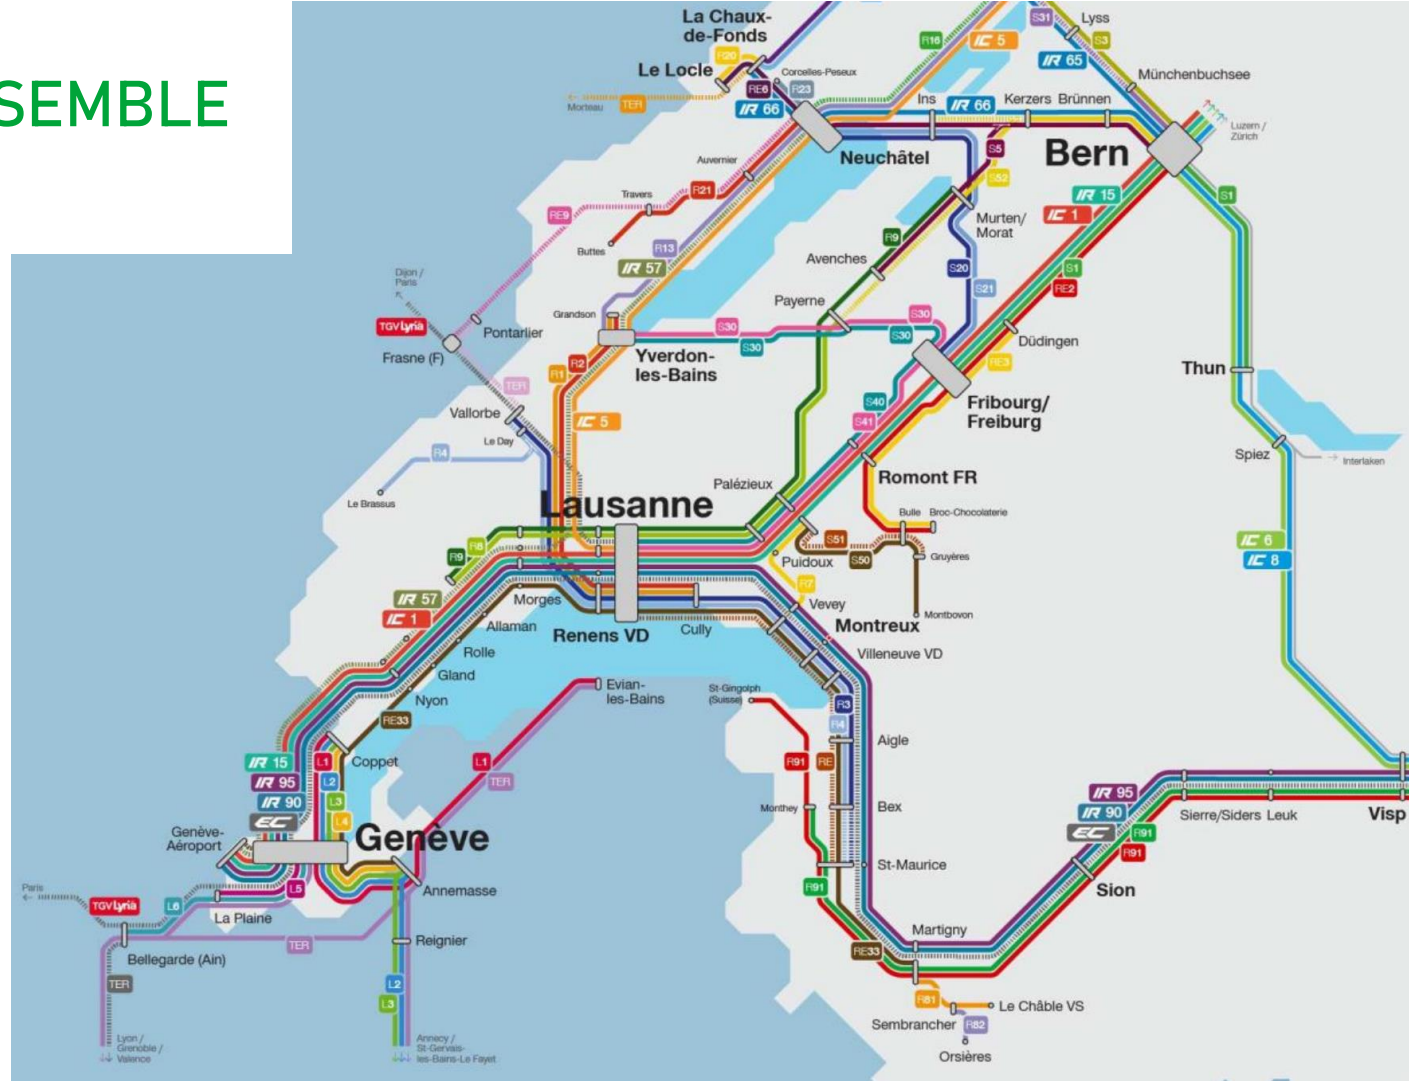 SEMBLE
La Chaux-
de-Fonds
R20
Le Locle
Corcelles-Peseux
RE6
R23
IR 66
Morteau
TER
R16
IC 5
S31
Lyss
S3
IR 65
Münchenbuchsee
Ins
IR 66
Kerzers
Brünnen
Luzern /
Zürich
Neuchâtel
Bern
S5
S52
Auvernier
Travers
R21
RE9
Buttes
R13
IR 57
IR 15
IC 1
S1
Murten/
Morat
R9
Avenches
S20
S21
S1
RE2
Payerne
Dijon /
Paris
TGV Lyria
Pontarlier
Frasne (F)
Grandson
S30
S30
S30
S30
Yverdon-
les-Bains
Düdingen
RE3
Thun
R2
R1
TER
Vallorbe
Le Day
IC 5
S40
S41
Fribourg/
Freiburg
R4
Spiez
Interlaken
Romont FR
Le Brassus
Lausanne
Palézieux
Bulle
Broc-Chocolaterie
S51
S50
Gruyères
IC 6
IC 8
R8
R9
Puidoux
R7
IR 57
IC 1
Morges
Vevey
Montbovon
Allaman
Renens VD
Cully
Montreux
Rolle
Villeneuve VD
Gland
Nyon
Evian-
les-Bains
St-Gingolph
(Suisse)
RE33
R3
R4
Aigle
IR 15
L1
Coppet
L1
TER
R91
RE
IR 95
L2
IR 90
L3
EC
L4
Monthey
Bex
IR 95
IR 90
EC
R91
R91
Sierre/Siders
Leuk
Visp
Genève-
Aéroport
Genève
St-Maurice
R91
Sion
Annemasse
Paris
TGV Lyria
L6
L5
La Plaine
TER
Reignier
Martigny
RE33
Bellegarde (Ain)
TER
L2
L3
R81
Le Châble VS
Sembrancher
R82
Orsières
Lyon /
Grenoble /
Valence
Annecy /
St-Gervais-
les-Bains-Le Fayet